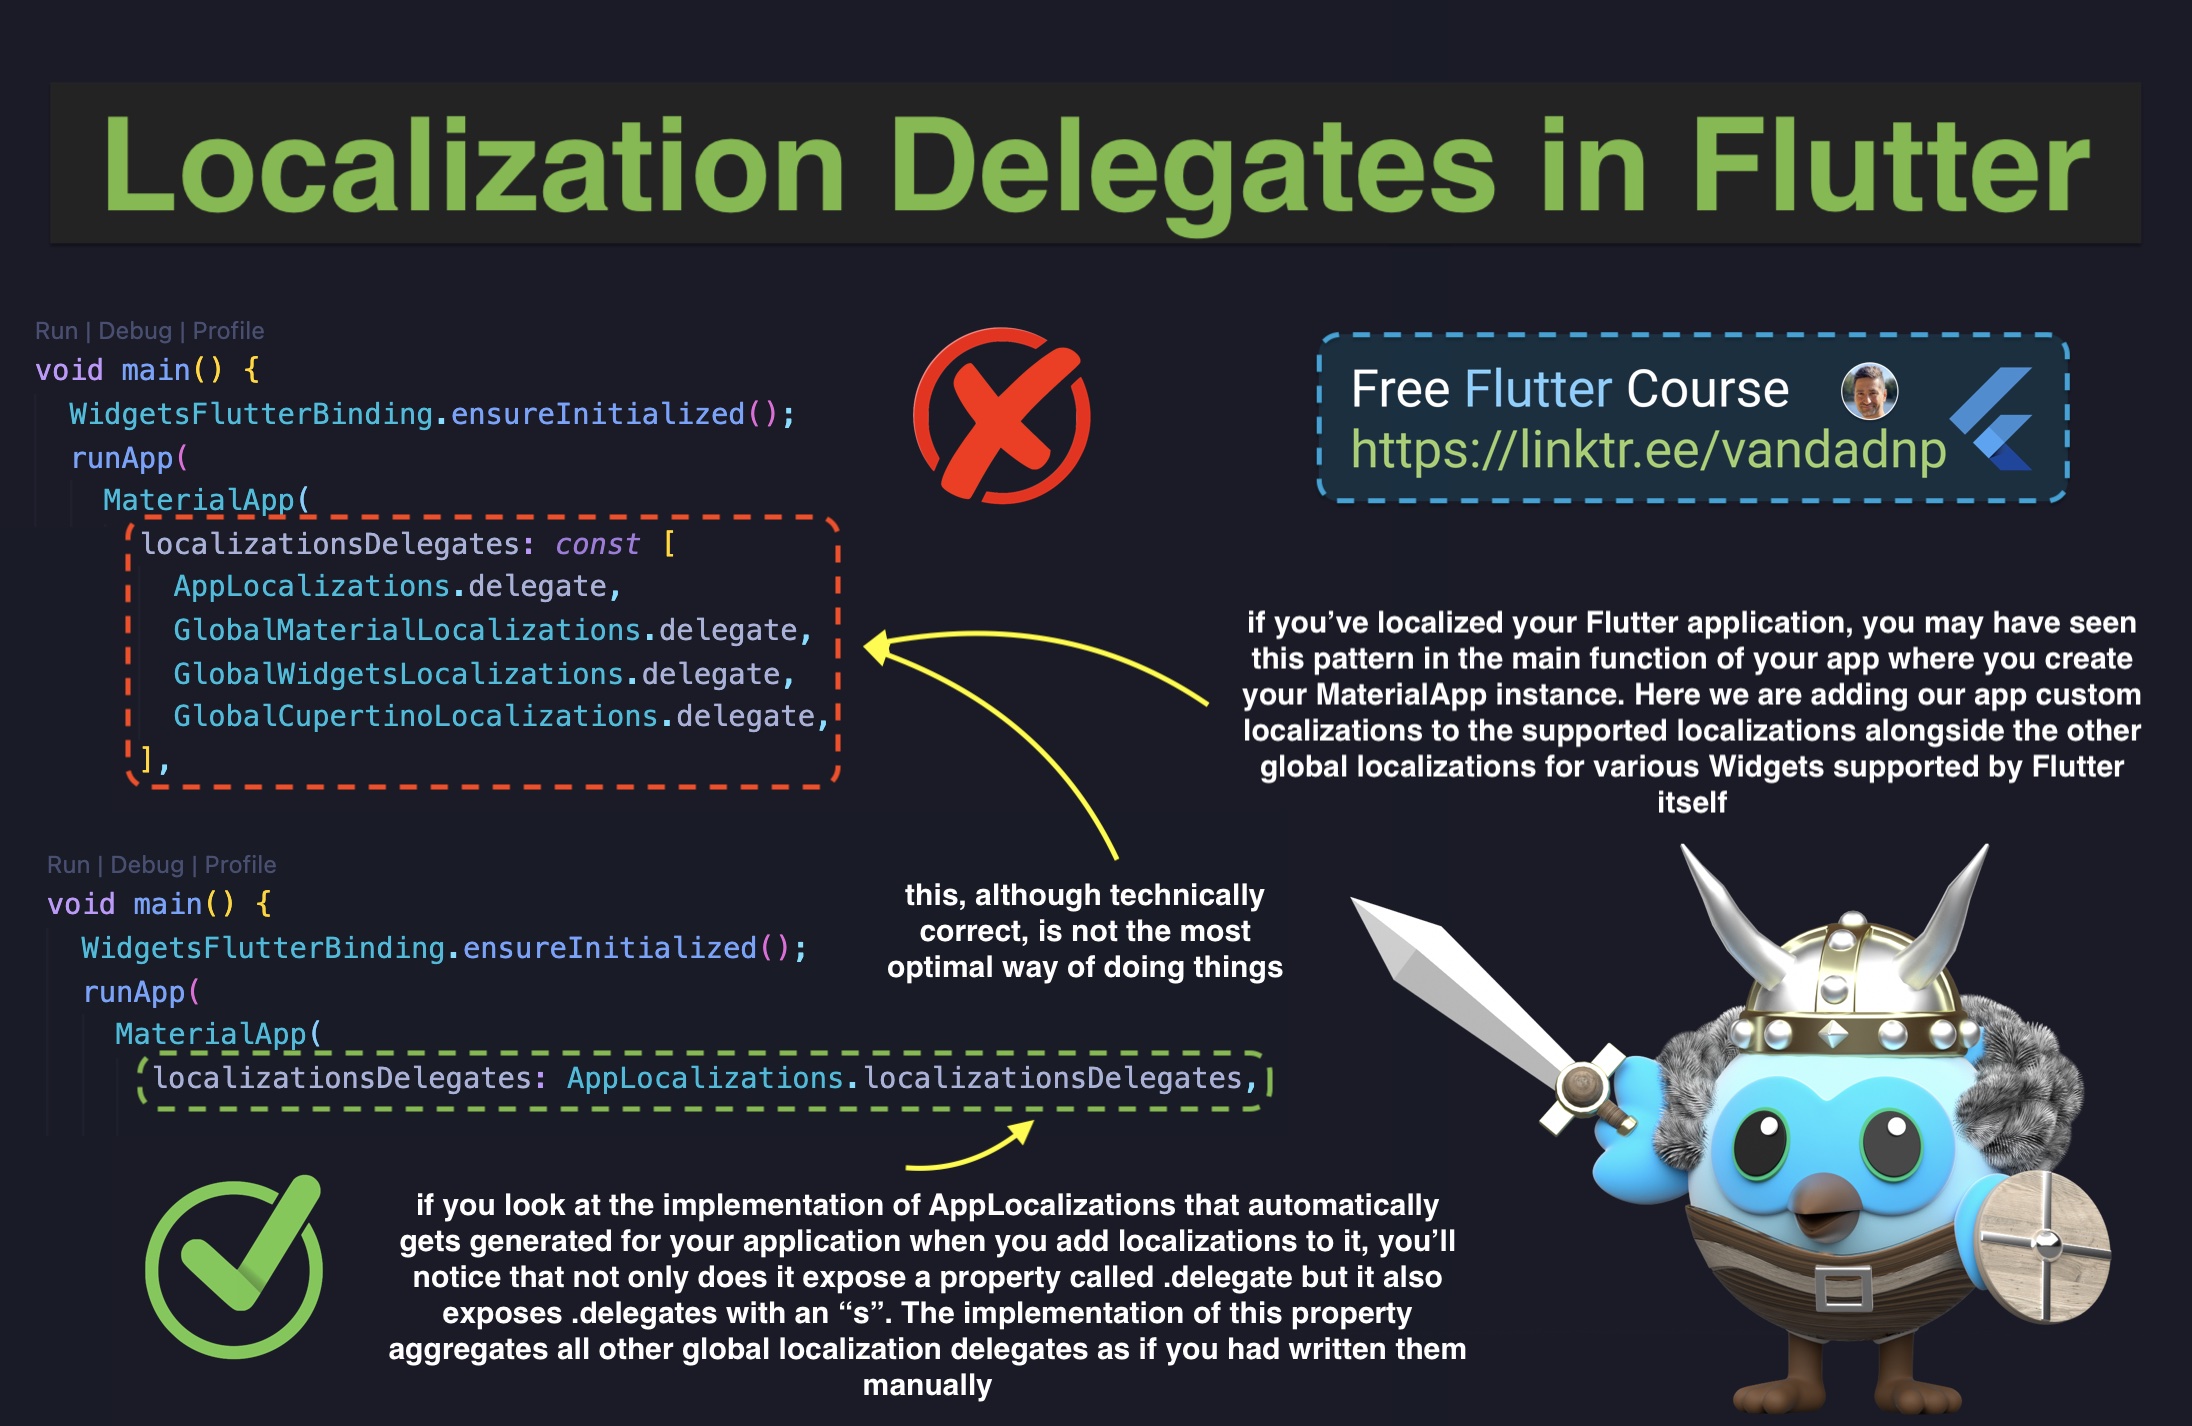 Localization Delegates in Flutter
Run | Debug | Profile
void main() {
WidgetsFlutterBinding.ensureInitialized();
runApp(
MaterialApp(
localizationsDelegates: const [
AppLocalizations.delegate,
GlobalMaterialLocalizations.delegate,
GlobalWidgetsLocalizations.delegate,
GlobalCupertinoLocalizations.delegate,
],
Free Flutter Course
https://linktr.ee/vandadnp
if you’ve localized your Flutter application, you may have seen
this pattern in the main function of your app where you create
your MaterialApp instance. Here we are adding our app custom
localizations to the supported localizations alongside the other
global localizations for various Widgets supported by Flutter
itself
this, although technically
correct, is not the most
optimal way of doing things
Run | Debug | Profile
void main() {
WidgetsFlutterBinding.ensureInitialized();
runApp(
MaterialApp(
localizationsDelegates: AppLocalizations.localizationsDelegates,
if you look at the implementation of AppLocalizations that automatically
gets generated for your application when you add localizations to it, you’ll
notice that not only does it expose a property called .delegate but it also
exposes .delegates with an “s”. The implementation of this property
aggregates all other global localization delegates as if you had written them
manually